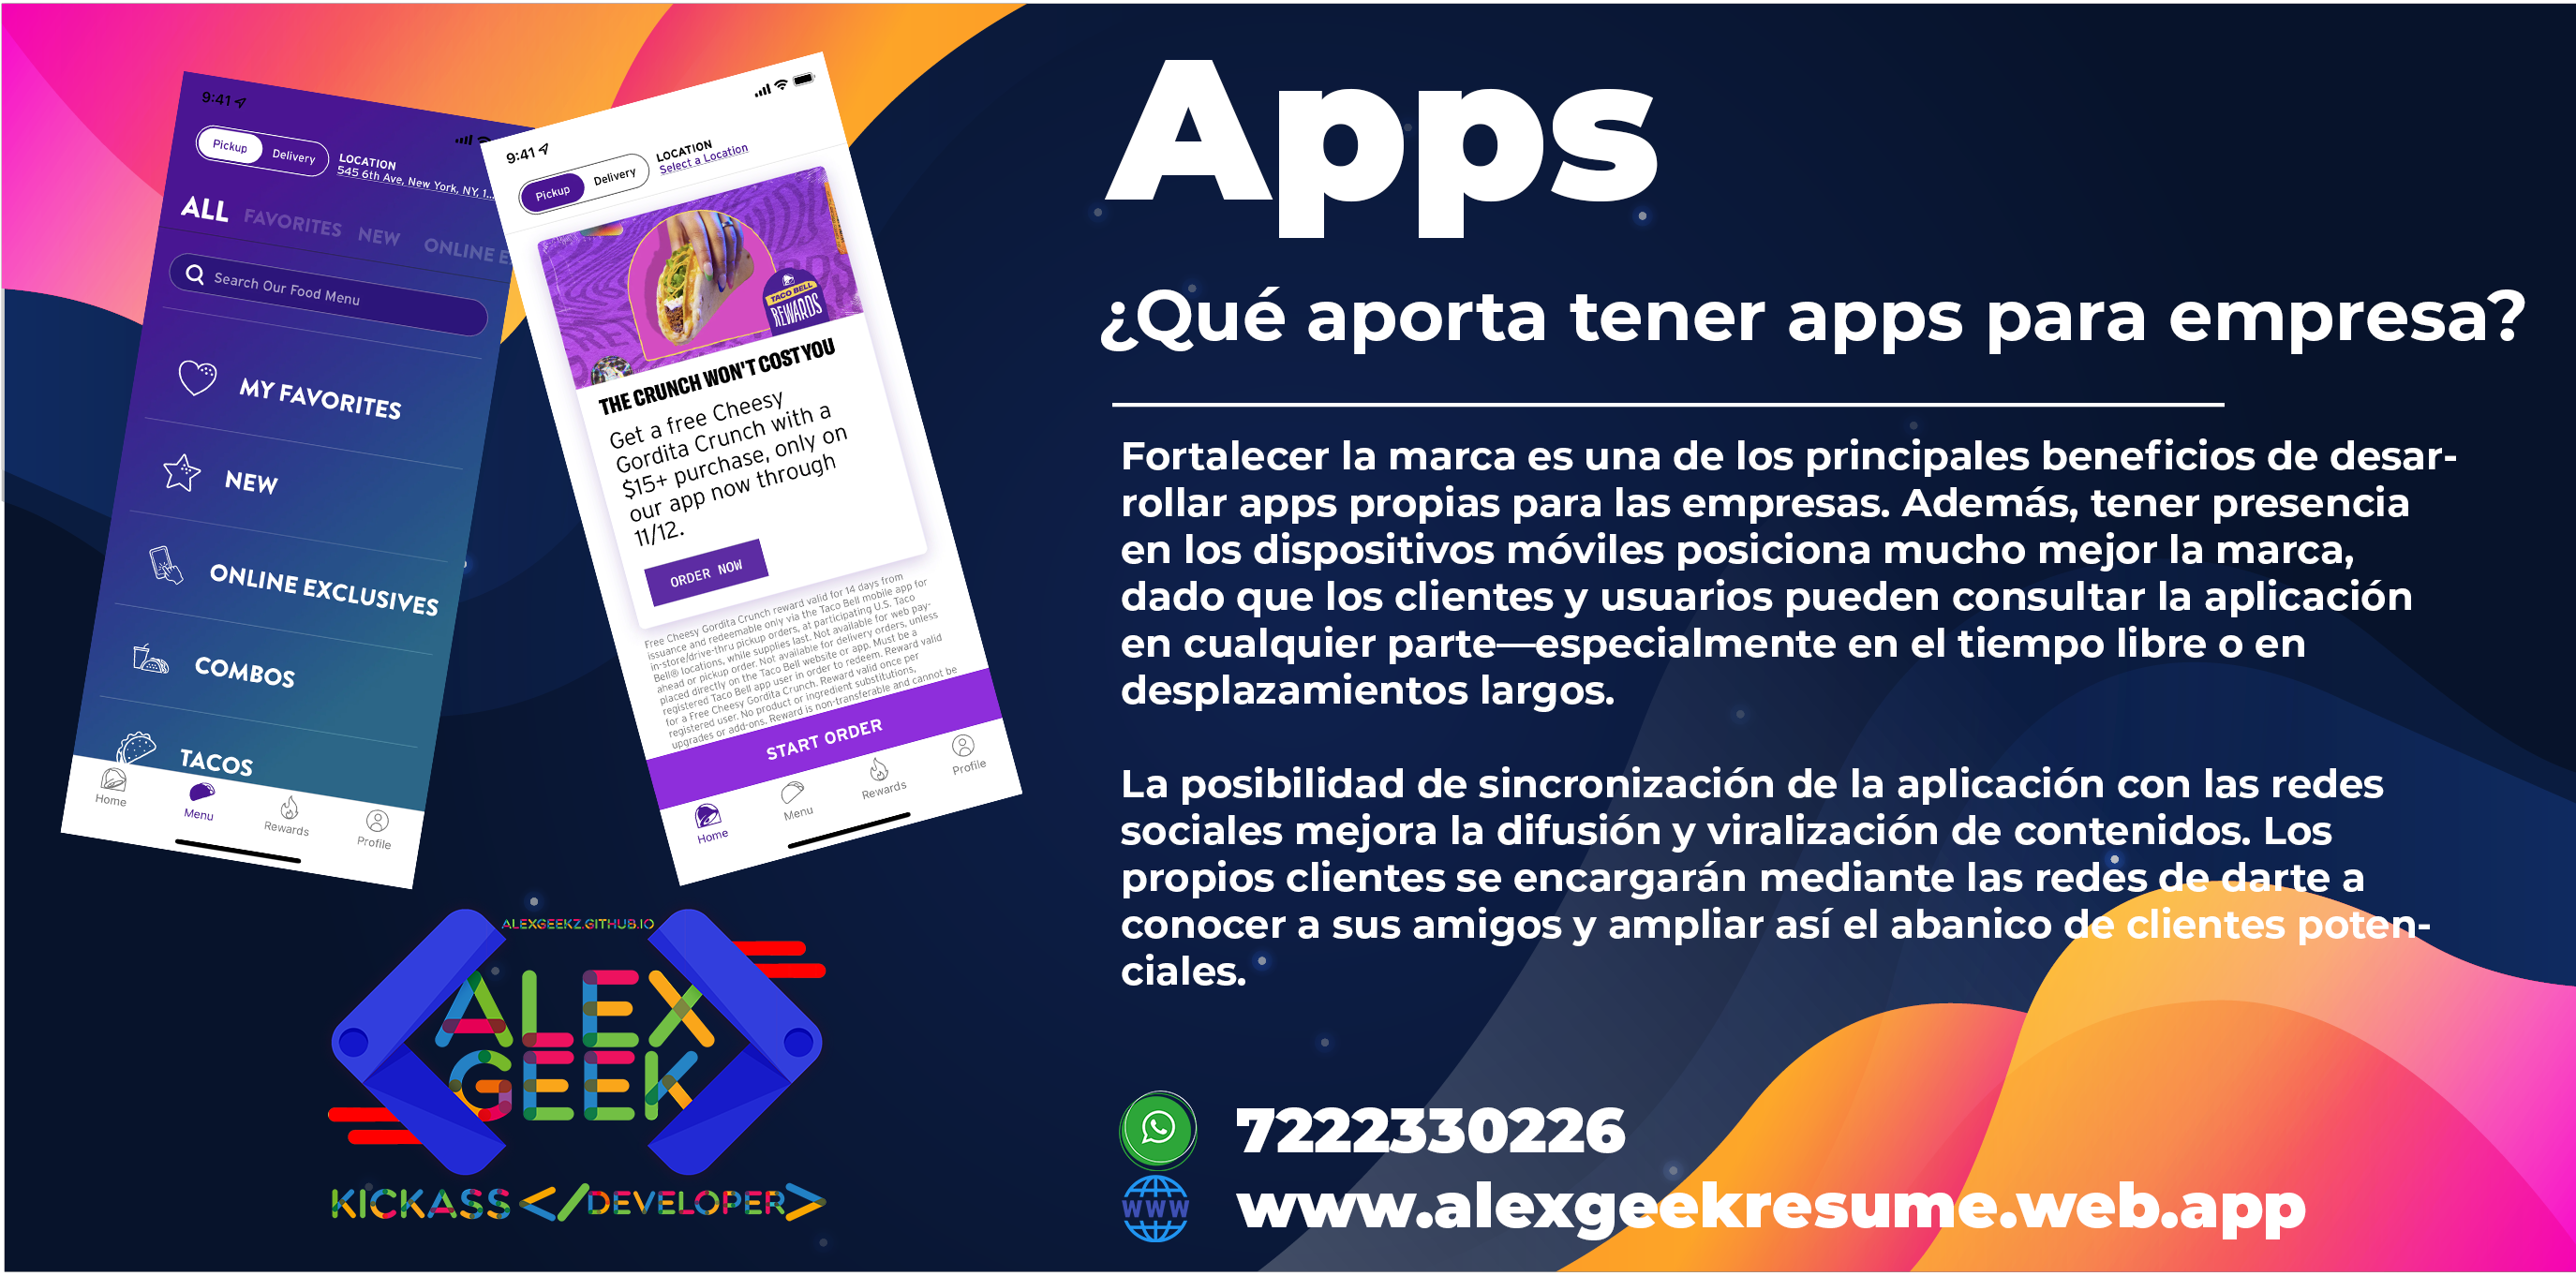 9:41
Pickup
Delivery
LOCATION
545 6th Ave, New York, NY, 1...
ALL FAVORITES NEW ONLINE E
Search Our Food Menu
MY FAVORITES
NEW
ONLINE EXCLUSIVES
COMBOS
TACOS
Home
Menu
Rewards
Profile
9:41
Pickup
Delivery
LOCATION
Select a Location
TACO BELL
REWARDS
THE CRUNCH WON'T COST YOU
Get a free Cheesy
Gordita Crunch with a
$15+ purchase, only on
our app now through
11/12.
ORDER NOW
Free Cheesy Gordita Crunch reward valid for 14 days from
issuance and redeemable only via the Taco Bell mobile app for
in-store/drive-thru pickup orders, at participating U.S. Taco
Bell® locations, while supplies last. Not available for web pay-
ahead or pickup order. Not available for delivery orders, unless
placed directly on the Taco Bell website or app. Must be a
registered Taco Bell app user in order to redeem. Reward valid
for a Free Cheesy Gordita Crunch. Reward valid once per
registered user. No product or ingredient substitutions,
upgrades or add-ons. Reward is non-transferable and cannot be
START ORDER
Home
Menu
Rewards
Profile
ALEXGEEKZ.GITHUB.IO
ALEX
GEEK
KICKASS </DEVELOPER>
Apps
¿Qué aporta tener apps para empresa?
Fortalecer la marca es una de los principales beneficios de desar-
rollar apps propias para las empresas. Además, tener presencia
en los dispositivos móviles posiciona mucho mejor la marca,
dado que los clientes y usuarios pueden consultar la aplicación
en cualquier parte—especialmente en el tiempo libre o en
desplazamientos largos.
La posibilidad de sincronización de la aplicación con las redes
sociales mejora la difusión y viralización de contenidos. Los
propios clientes se encargarán mediante las redes de darte a
conocer a sus amigos y ampliar así el abanico de clientes poten-
ciales.
7222330226
WWW
www.alexgeekresume.web.app